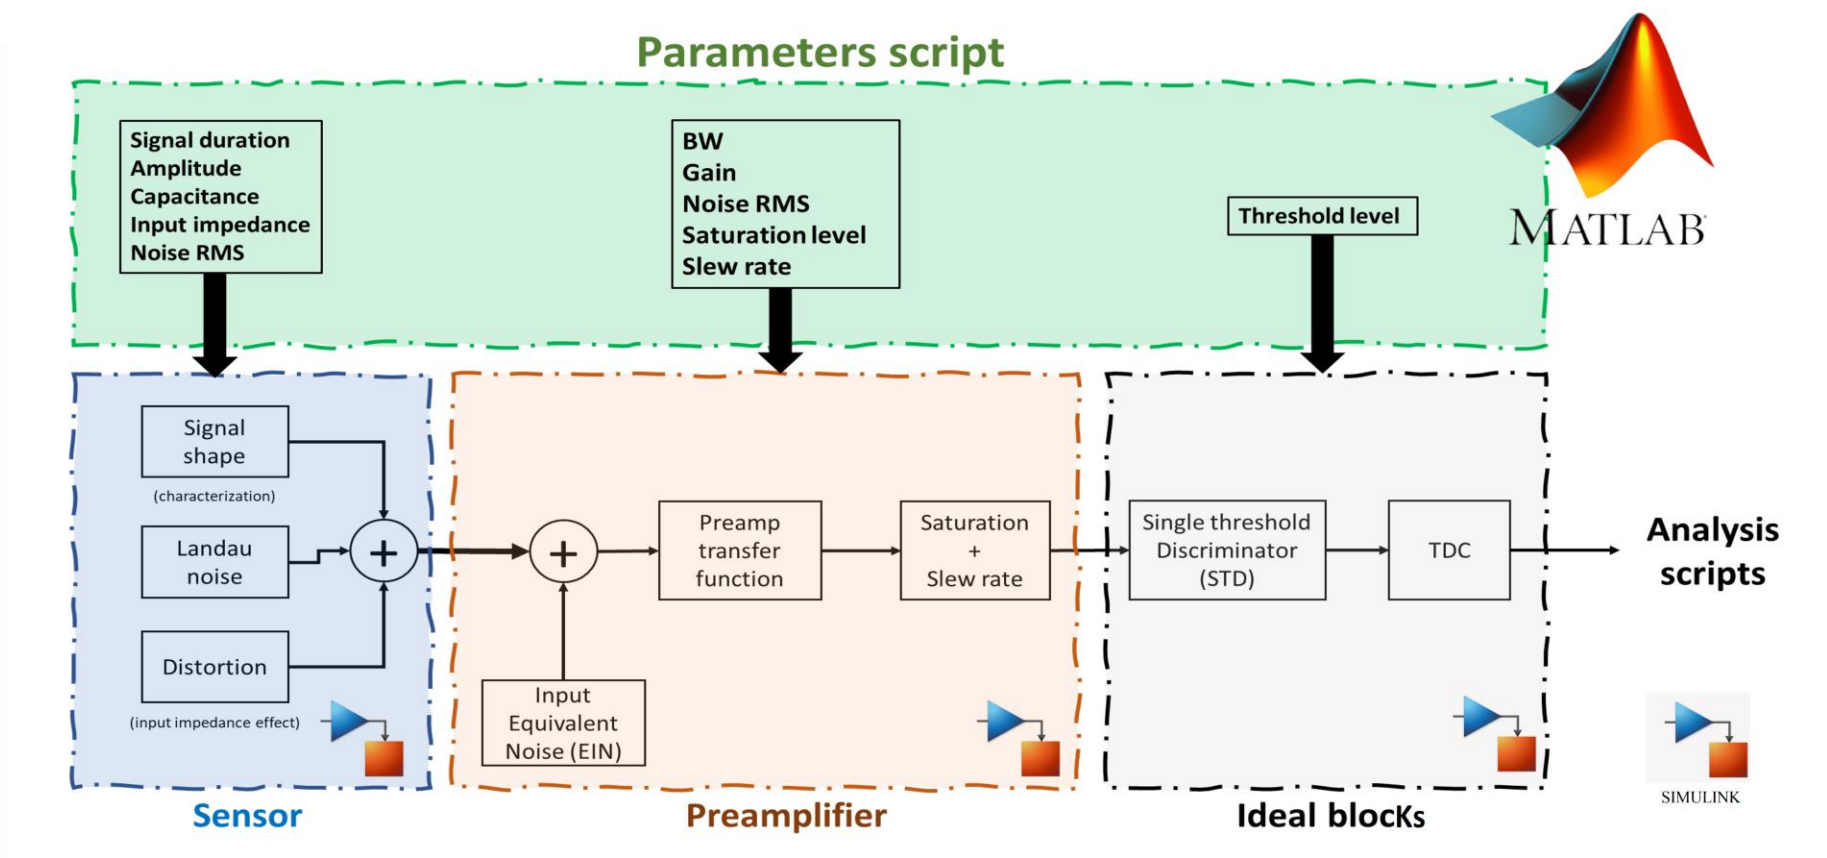 Parameters script
Signal duration
Amplitude
Capacitance
Input impedance
Noise RMS
BW
Gain
Noise RMS
Saturation level
Slew rate
Threshold level
MATLAB
Signal
shape
(characterization)
Landau
noise
Distortion
(input impedance effect)
+
+
Input
Equivalent
Noise (EIN)
Preamp
transfer
function
Saturation
+
Slew rate
Single threshold
Discriminator
(STD)
TDC
Analysis
scripts
Sensor
Preamplifier
Ideal blocKs
SIMULINK